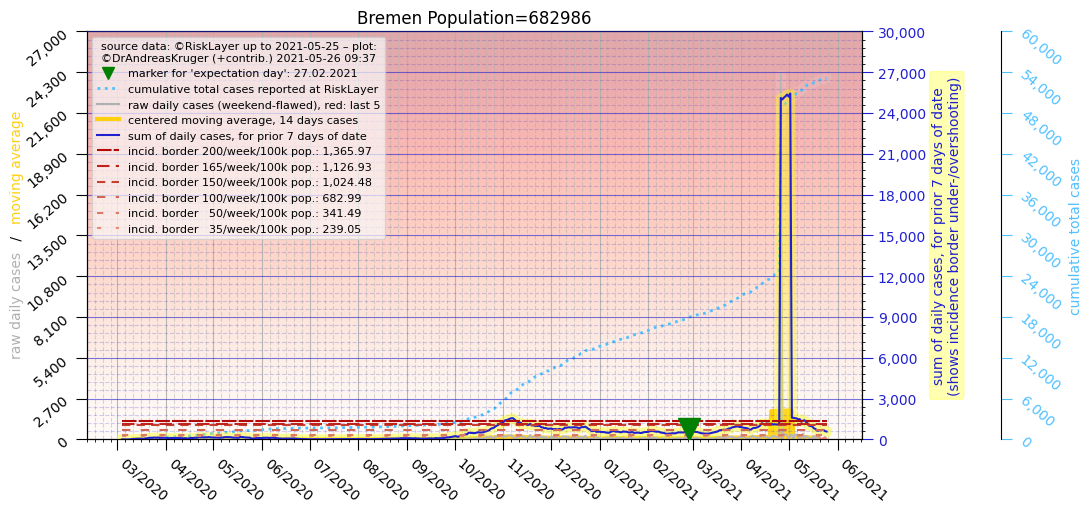 Bremen Population=682986
source data: ©RiskLayer up to 2021-05-25 – plot:
©DrAndreasKruger (+contrib.) 2021-05-26 09:37
marker for 'expectation day': 27.02.2021
cumulative total cases reported at RiskLayer
raw daily cases (weekend-flawed), red: last 5
centered moving average, 14 days cases
sum of daily cases, for prior 7 days of date
incid. border 200/week/100k pop.: 1,365.97
incid. border 165/week/100k pop.: 1,126.93
incid. border 150/week/100k pop.: 1,024.48
incid. border 100/week/100k pop.: 682.99
incid. border 50/week/100k pop.: 341.49
incid. border 35/week/100k pop.: 239.05
raw daily cases / moving average
27,000
24,300
21,600
18,900
16,200
13,500
10,800
8,100
5,400
2,700
0
30,000
27,000
24,000
21,000
18,000
15,000
12,000
9,000
6,000
3,000
0
sum of daily cases, for prior 7 days of date
(shows incidence border under-/overshooting)
60,000
54,000
48,000
42,000
36,000
30,000
24,000
18,000
12,000
6,000
0
cumulative total cases
03/2020
04/2020
05/2020
06/2020
07/2020
08/2020
09/2020
10/2020
11/2020
12/2020
01/2021
02/2021
03/2021
04/2021
05/2021
06/2021